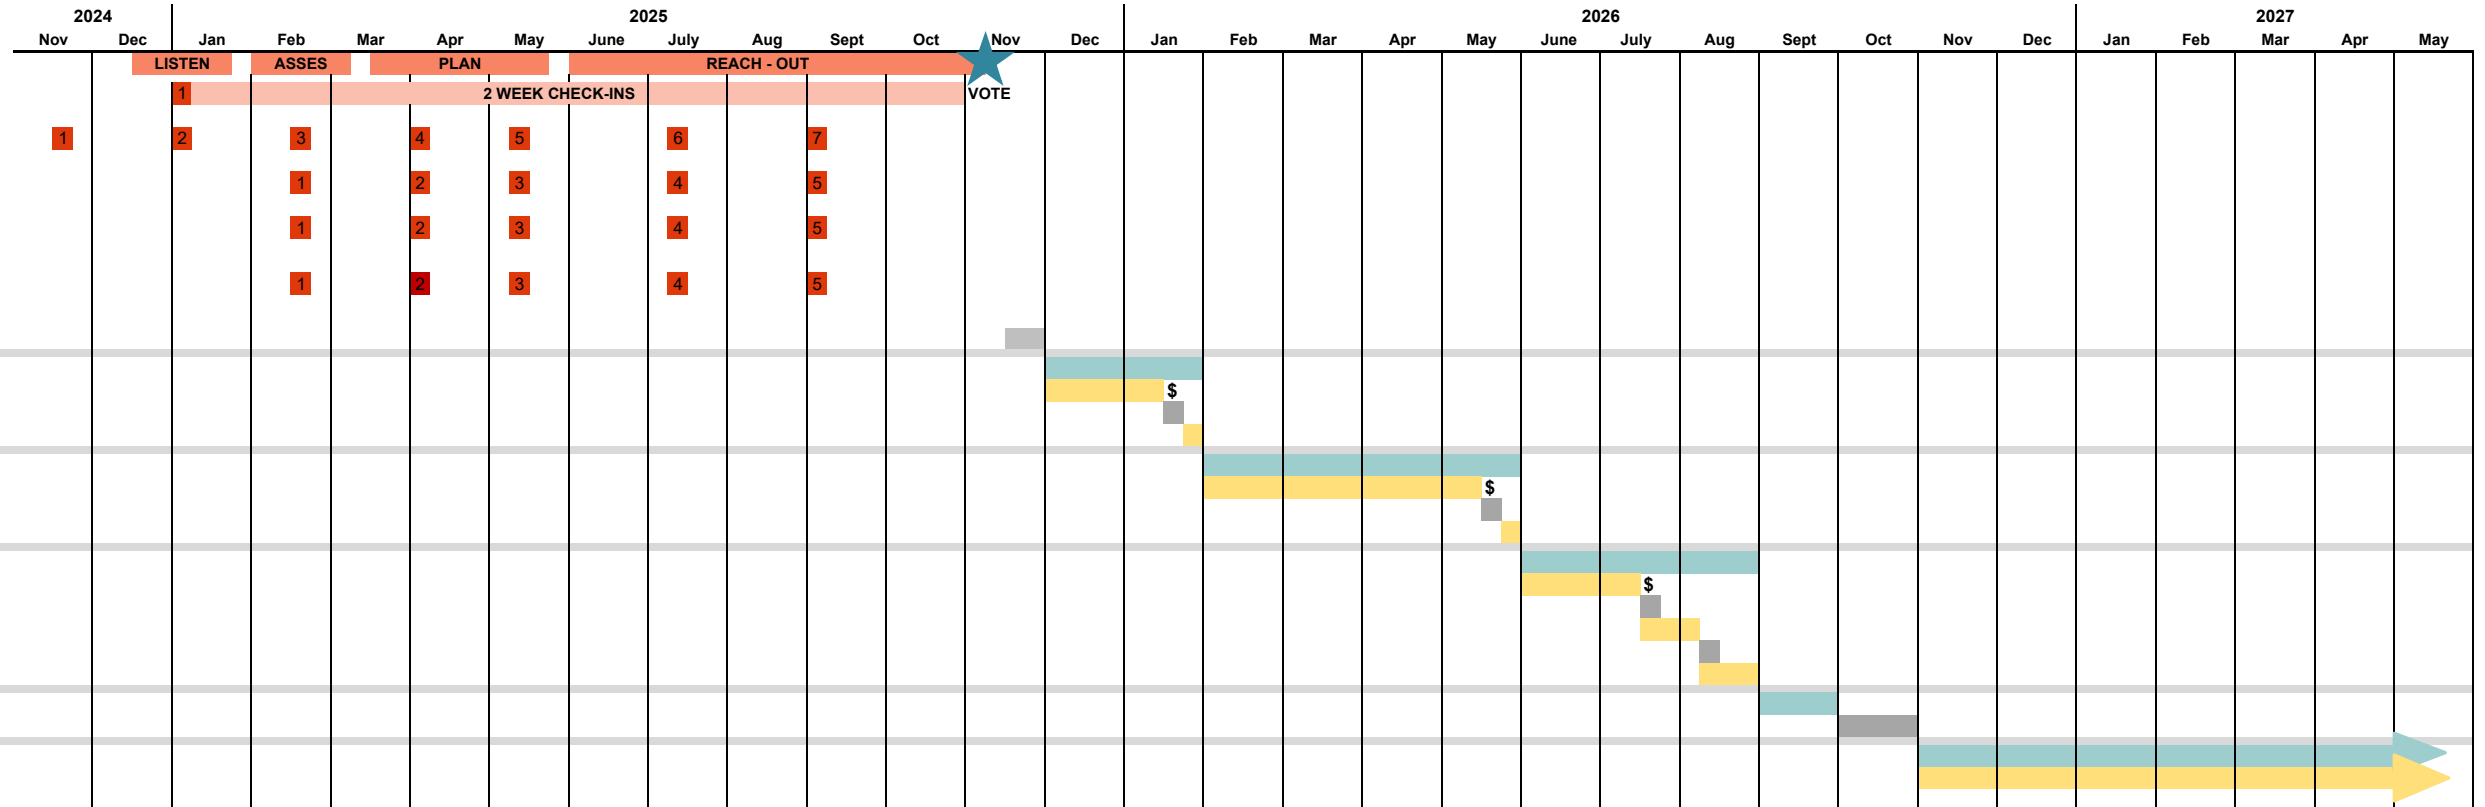 2024 2025 2026 2027
Nov Dec Jan Feb Mar Apr May June July Aug Sept Oct Nov Dec Jan Feb Mar Apr May June July Aug Sept Oct Nov Dec Jan Feb Mar Apr May
LISTEN ASSES PLAN REACH - OUT
1 2 WEEK CHECK-INS VOTE
1 2 3 4 5 6 7
1 2 3 4 5
1 2 3 4 5
1 2 3 4 5
$
$
$